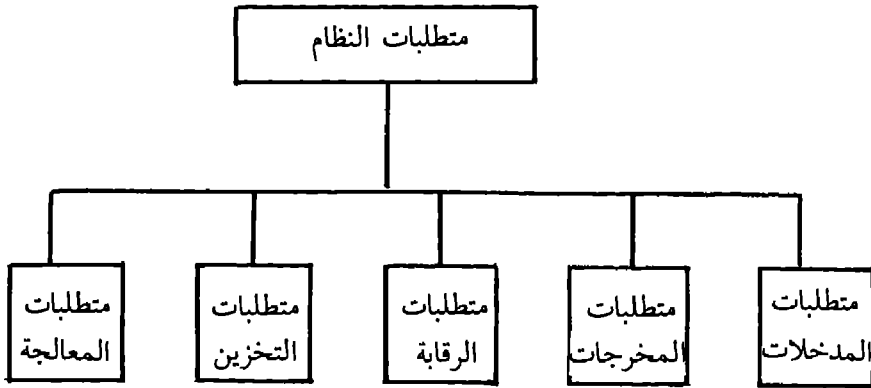 متطلبات النظام
متطلبات
المدخلات
متطلبات
المخرجات
متطلبات
الرقابة
متطلبات
التخزين
متطلبات
المعالجة